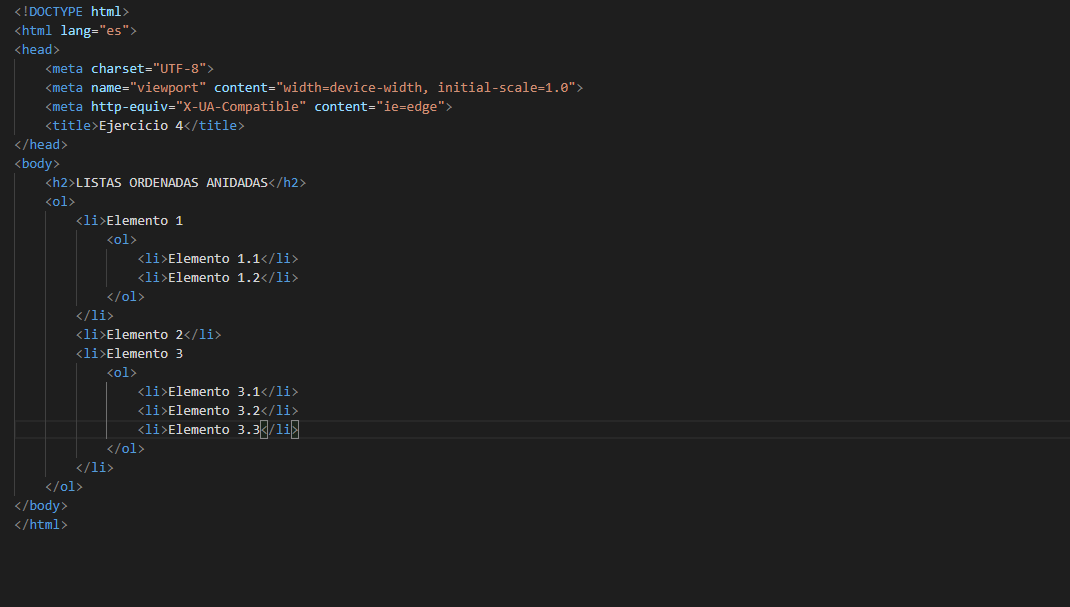 <!DOCTYPE html>
<html lang="es">
<head>
    <meta charset="UTF-8">
    <meta name="viewport" content="width=device-width, initial-scale=1.0">
    <meta http-equiv="X-UA-Compatible" content="ie=edge">
    <title>Ejercicio 4</title>
</head>
<body>
    <h2>LISTAS ORDENADAS ANIDADAS</h2>
    <ol>
        <li>Elemento 1
            <ol>
                <li>Elemento 1.1</li>
                <li>Elemento 1.2</li>
            </ol>
        </li>
        <li>Elemento 2</li>
        <li>Elemento 3
            <ol>
                <li>Elemento 3.1</li>
                <li>Elemento 3.2</li>
                <li>Elemento 3.3</li>
            </ol>
        </li>
    </ol>
</body>
</html>